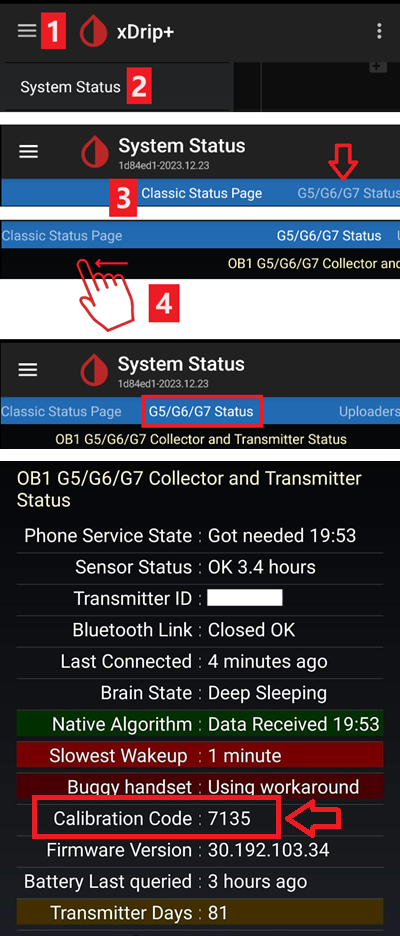 1 xDrip+
System Status 2
System Status
1d84ed1-2023.12.23
3 Classic Status Page G5/G6/G7 Status
Classic Status Page G5/G6/G7 Status U
OB1 G5/G6/G7 Collector and
4
System Status
1d84ed1-2023.12.23
Classic Status Page G5/G6/G7 Status Uploaders
OB1 G5/G6/G7 Collector and Transmitter Status
OB1 G5/G6/G7 Collector and Transmitter
Status
Phone Service State : Got needed 19:53
Sensor Status : OK 3.4 hours
Transmitter ID :
Bluetooth Link : Closed OK
Last Connected : 4 minutes ago
Brain State : Deep Sleeping
Native Algorithm : Data Received 19:53
Slowest Wakeup : 1 minute
Buggy handset : Using workaround
Calibration Code : 7135
Firmware Version : 30.192.103.34
Battery Last queried : 3 hours ago
Transmitter Days : 81